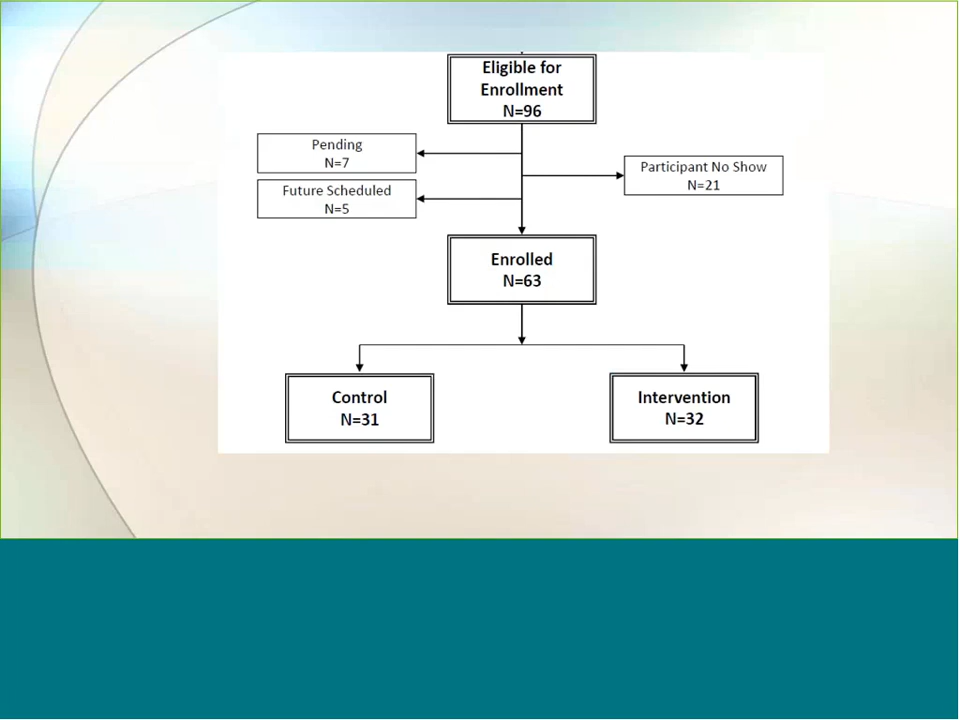 Eligible for
Enrollment
N=96
Pending
N=7
Participant No Show
N=21
Future Scheduled
N=5
Enrolled
N=63
Control
N=31
Intervention
N=32